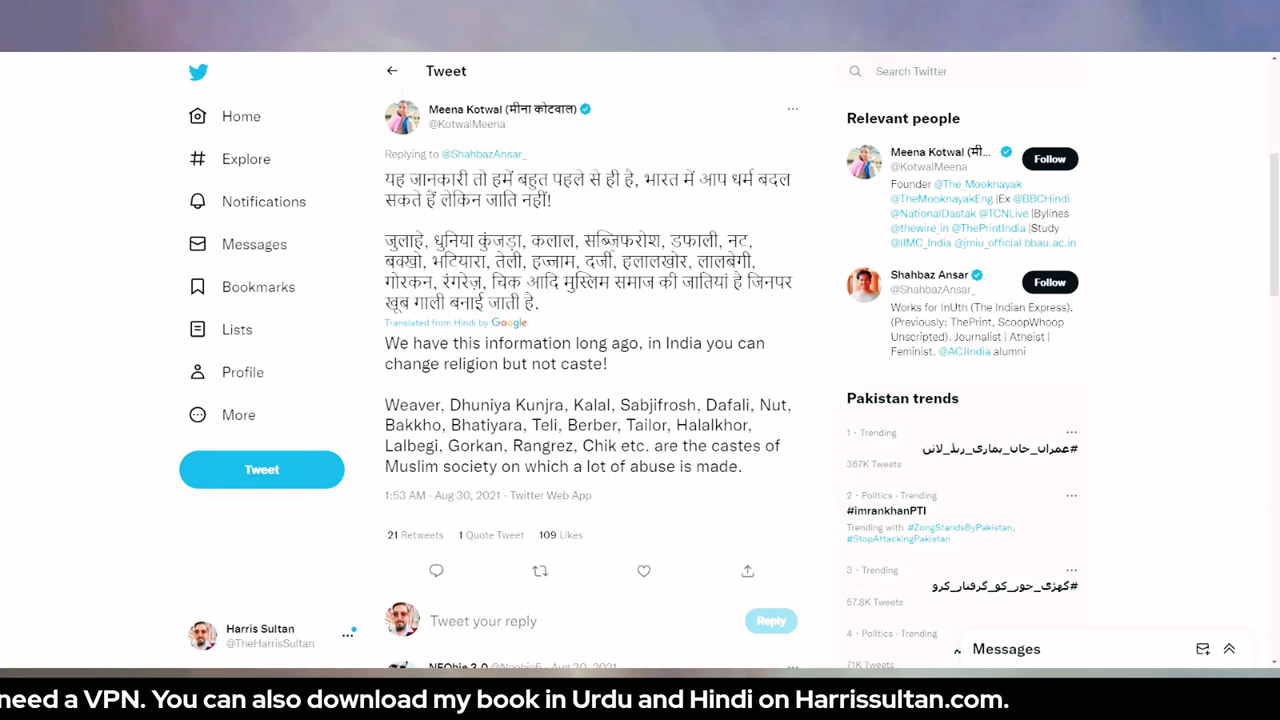 Tweet
Search Twitter
Home
Explore
Notifications
Messages
Bookmarks
Lists
Profile
More
Tweet
Harris Sultan
@TheHarrisSultan
Meena Kotwal (मीना कोटवाल)
@KotwalMeena
Replying to @ShahbazAnsar_
यह जानकारी तो हमें बहुत पहले से ही है, भारत में आप धर्म बदल
सकते हैं लेकिन जाति नहीं!
जुलाहे, धुनिया कुंजड़ा, कलाल, सब्जिफरोश, डफाली, नट,
बक्खो, भटियारा, तेली, हज्जाम, दर्जी, हलालखोर, लालबेगी,
गोरकन, रंगरेज़, चिक आदि मुस्लिम समाज की जातियां है जिनपर
खूब गाली बनाई जाती है.
Translated from Hindi by Google
We have this information long ago, in India you can
change religion but not caste!
Weaver, Dhuniya Kunjra, Kalal, Sabjifrosh, Dafali, Nut,
Bakkho, Bhatiyara, Teli, Berber, Tailor, Halalkhor,
Lalbegi, Gorkan, Rangrez, Chik etc. are the castes of
Muslim society on which a lot of abuse is made.
1:53 AM · Aug 30, 2021 · Twitter Web App
21 Retweets 1 Quote Tweet 109 Likes
Tweet your reply
Reply
NEObie 3.0 @Neobie5 · Aug 30, 2021
Relevant people
Meena Kotwal (मी...
@KotwalMeena
Follow
Founder @The_Mooknayak
@TheMooknayakEng |Ex @BBCHindi
@NationalDastak @TCNLive |Bylines
@thewire_in @ThePrintIndia |Study
@IIMC_India @jmiu_official bbau.ac.in
Shahbaz Ansar
@ShahbazAnsar_
Follow
Works for InUth (The Indian Express).
(Previously: ThePrint, ScoopWhoop
Unscripted). Journalist | Atheist |
Feminist. @ACJIndia alumni
Pakistan trends
1 · Trending
#عمران_خان_ہماری_ریڈ_لائن
367K Tweets
2 · Politics · Trending
#imrankhanPTI
Trending with #ZongStandsByPakistan,
#StopAttackingPakistan
3 · Trending
#گھڑی_چور_کو_گرفتار_کرو
57.8K Tweets
4 · Politics · Trending
71K Tweets
Messages
need a VPN. You can also download my book in Urdu and Hindi on Harrissultan.com.